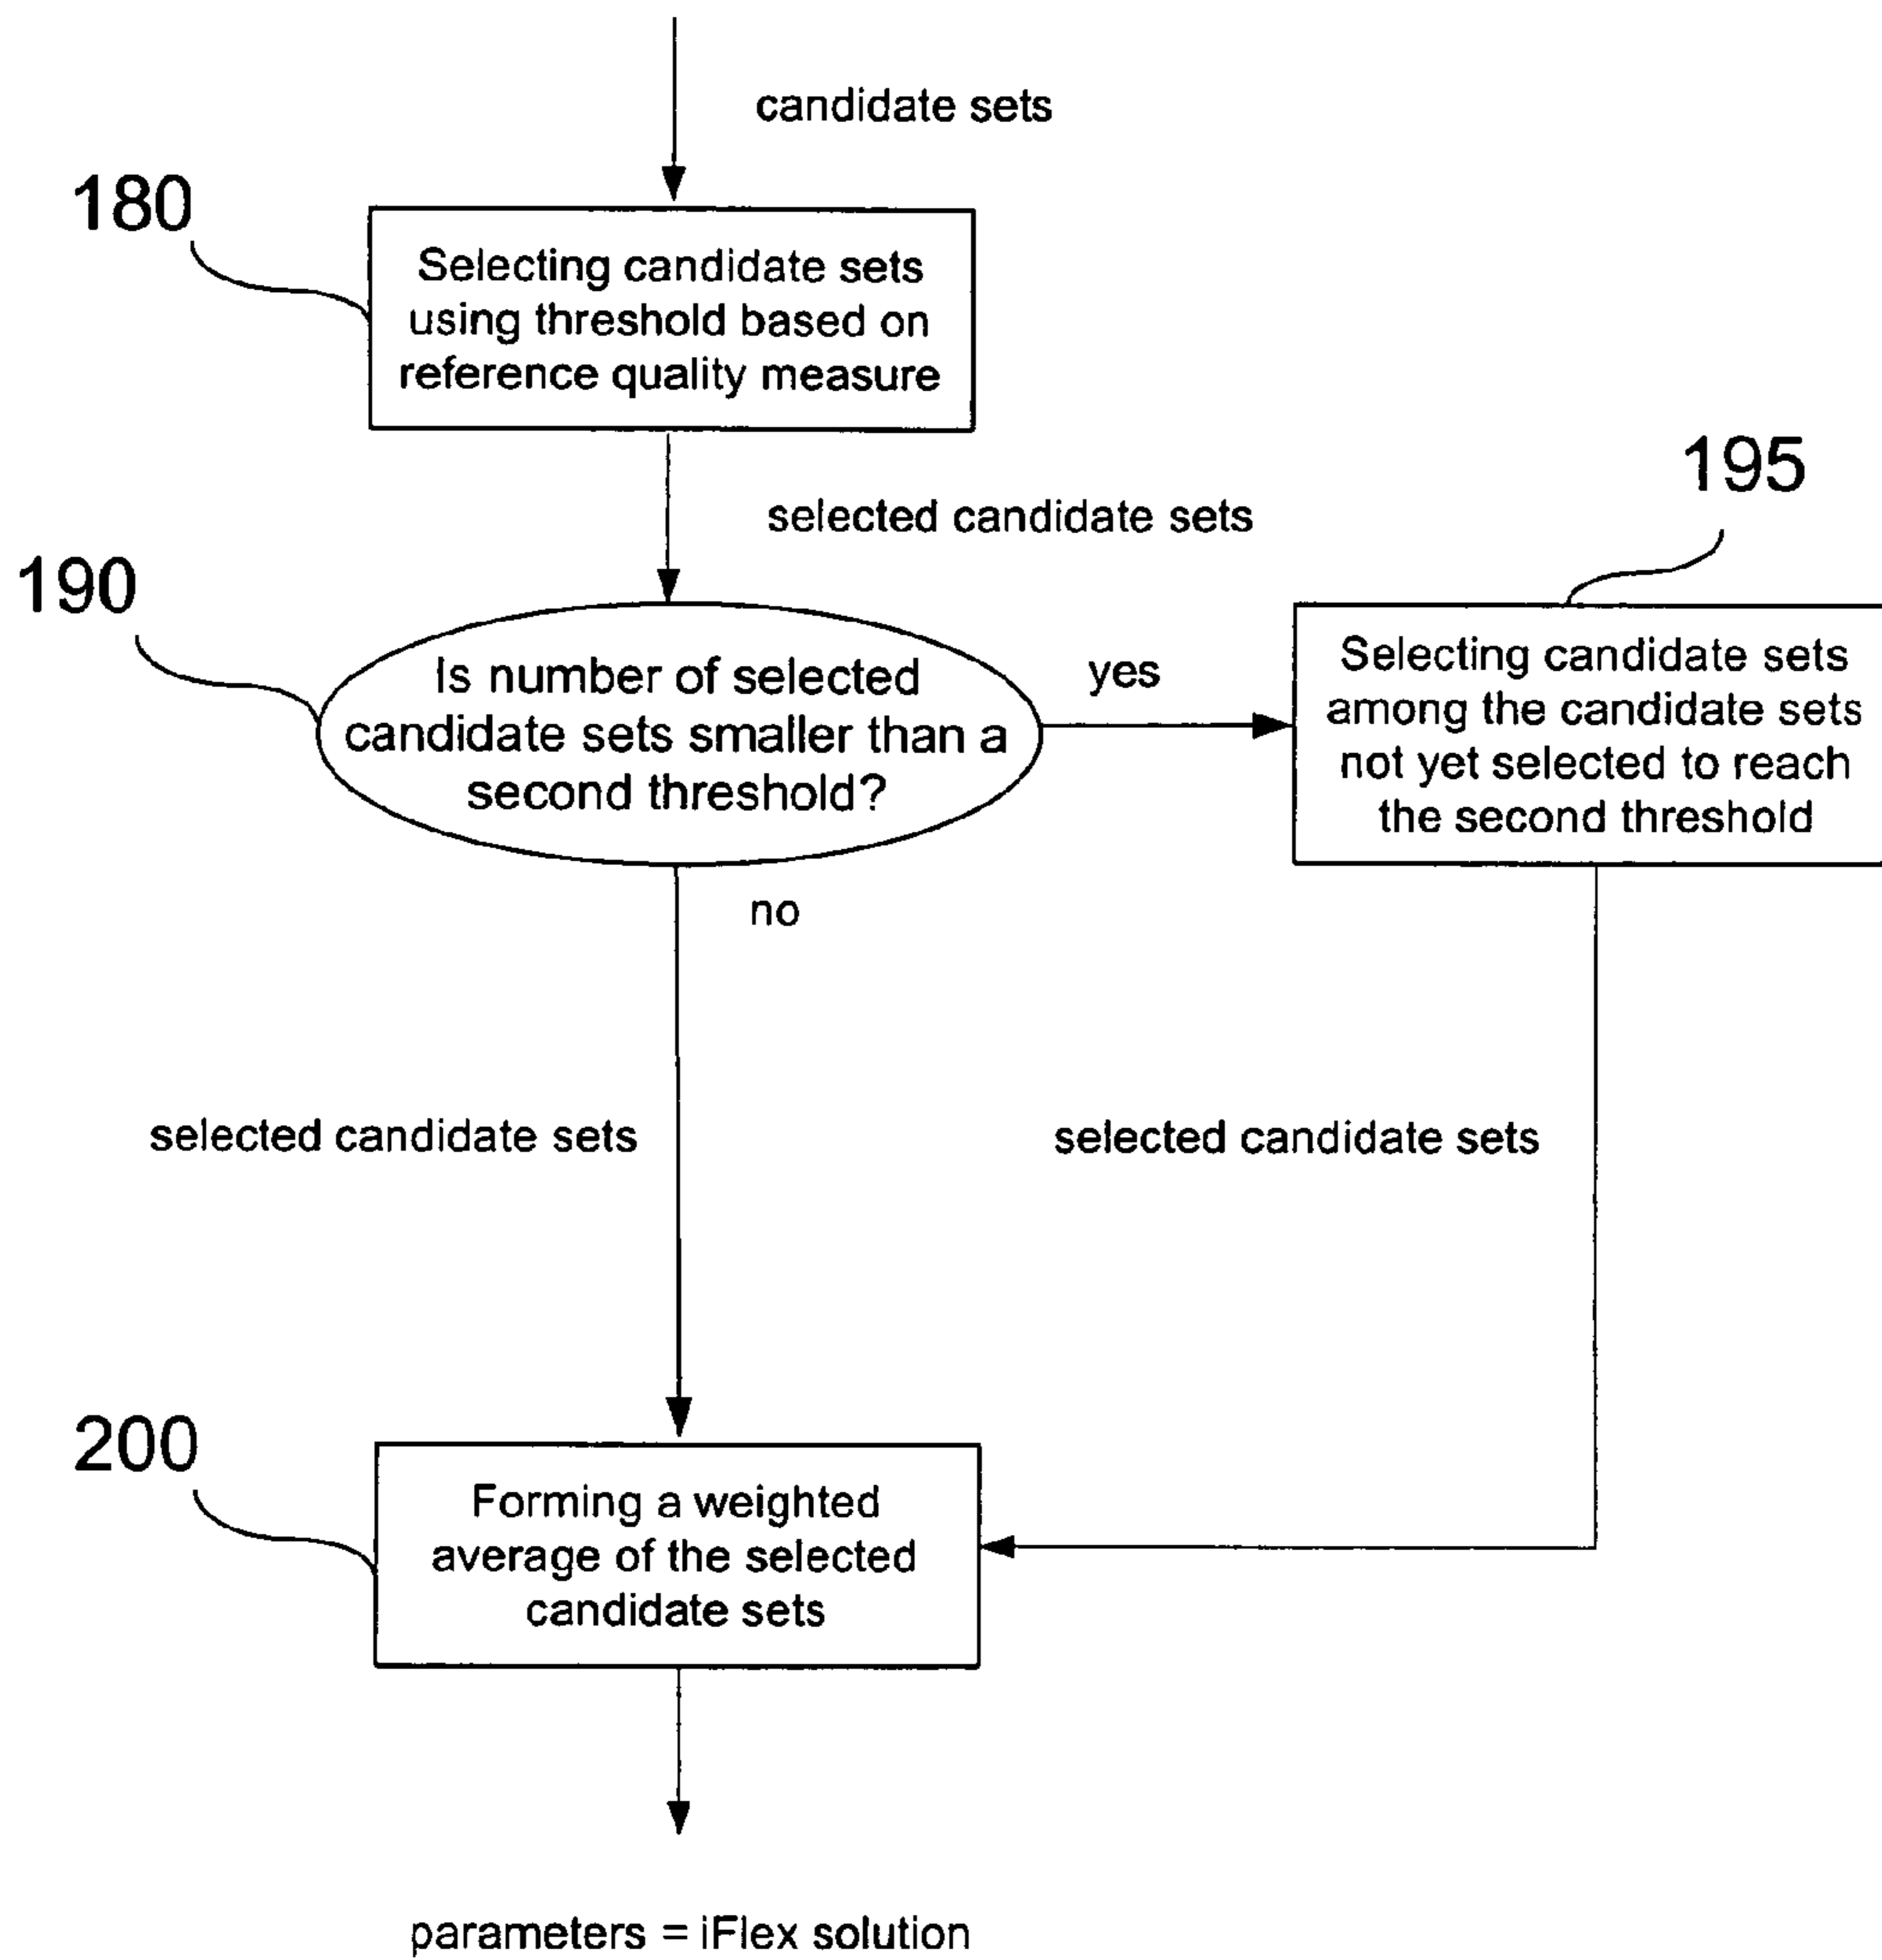 candidate sets
180
Selecting candidate sets
using threshold based on
reference quality measure
selected candidate sets
195
190
Is number of selected
candidate sets smaller than a
second threshold?
yes
Selecting candidate sets
among the candidate sets
not yet selected to reach
the second threshold
no
selected candidate sets
selected candidate sets
200
Forming a weighted
average of the selected
candidate sets
parameters = iFlex solution